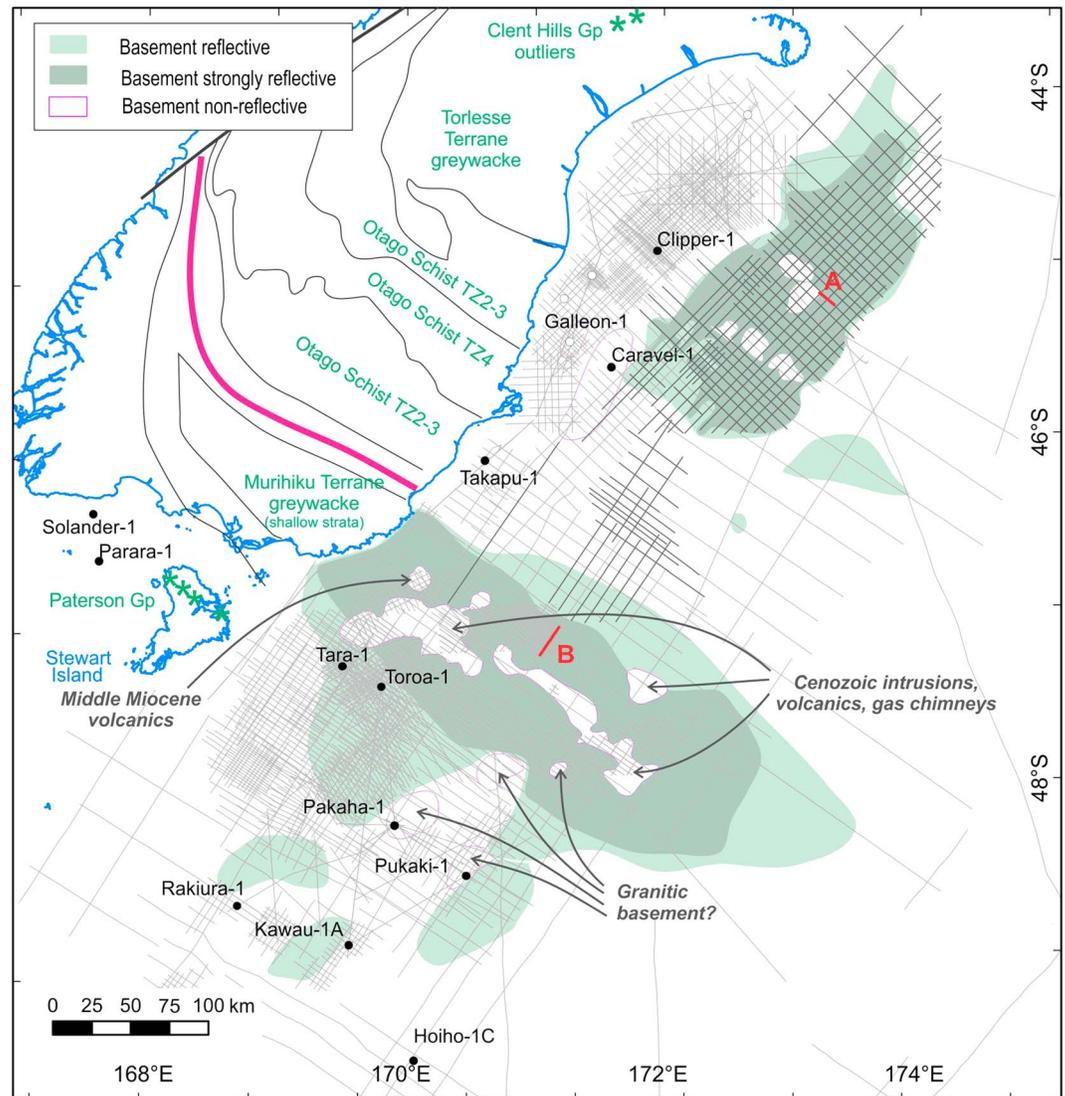 Basement reflective
Basement strongly reflective
Basement non-reflective
Clent Hills Gp
outliers
Torlesse
Terrane
greywacke
44°S
Otago Schist TZ2-3
Otago Schist TZ4
Otago Schist TZ2-3
Clipper-1
A
Galleon-1
Caravel-1
46°S
Takapu-1
Murihiku Terrane
greywacke
(shallow strata)
Solander-1
Parara-1
Paterson Gp
Stewart
Island
Middle Miocene
volcanics
Tara-1
Toroa-1
B
Cenozoic intrusions,
volcanics, gas chimneys
48°S
Pakaha-1
Pukaki-1
Rakiura-1
Kawau-1A
Granitic
basement?
0 25 50 75 100 km
Hoiho-1C
168°E 170°E 172°E 174°E